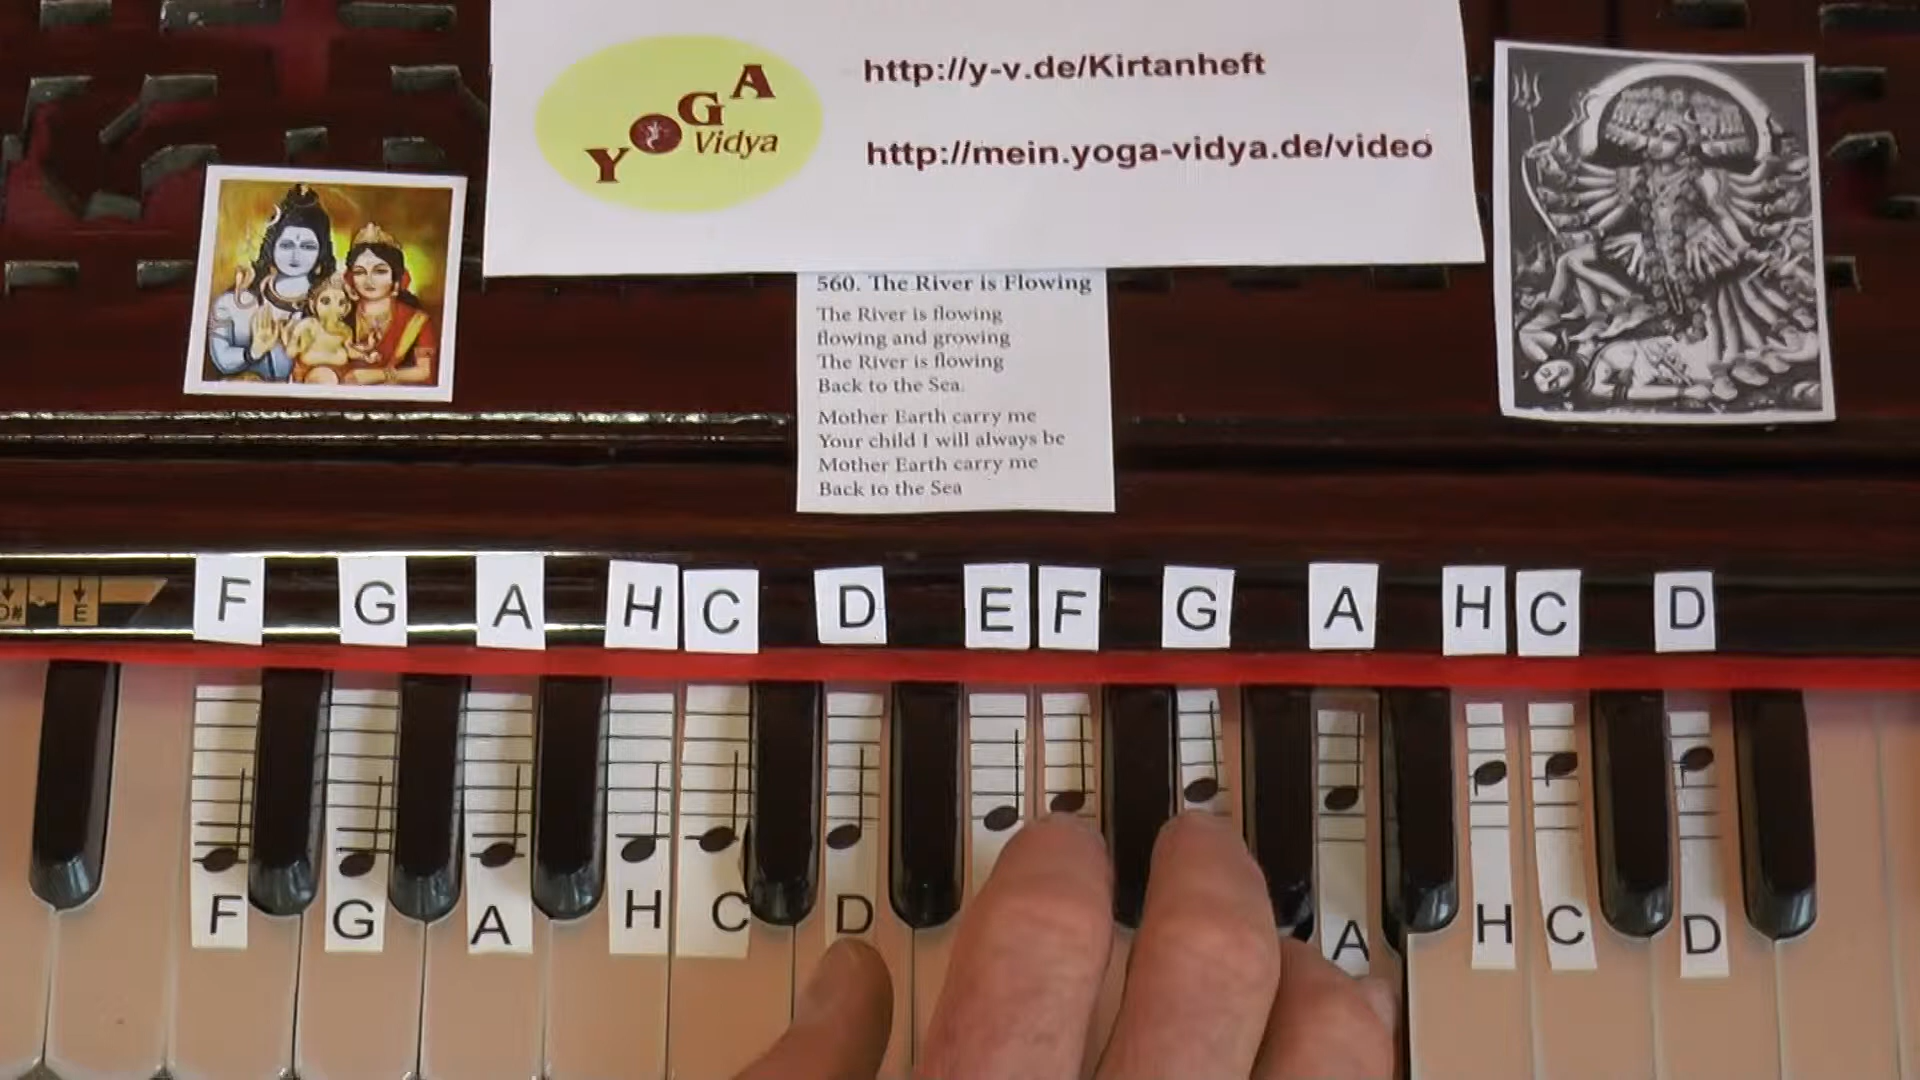 YOGA
Vidya
http://y-v.de/Kirtanheft
http://mein.yoga-vidya.de/video
560. The River is Flowing
The River is flowing
flowing and growing
The River is flowing
Back to the Sea.
Mother Earth carry me
Your child I will always be
Mother Earth carry me
Back to the Sea
D# E F G A H C D E F G A H C D
F G A H C D A H C D